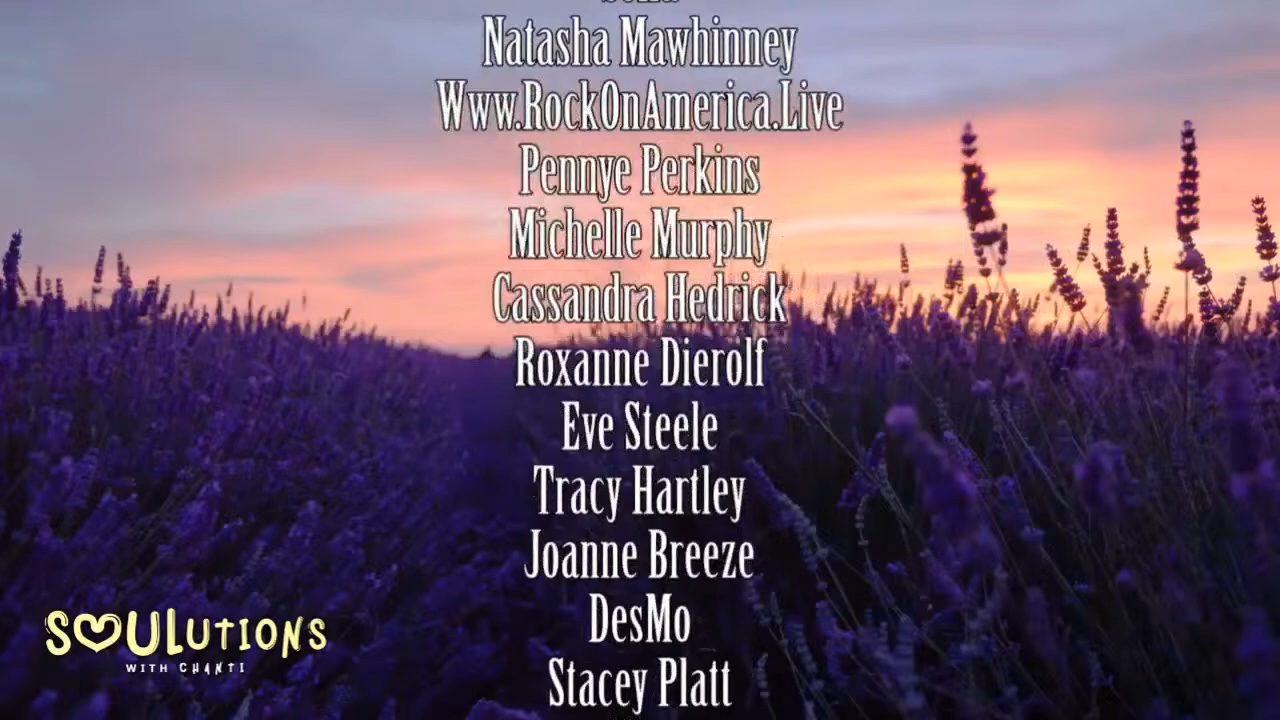 Natasha Mawhinney
Www.RockOnAmerica.Live
Pennye Perkins
Michelle Murphy
Cassandra Hedrick
Roxanne Dierolf
Eve Steele
Tracy Hartley
Joanne Breeze
DesMo
Stacey Platt
SOULUTIONS
WITH CHANTI